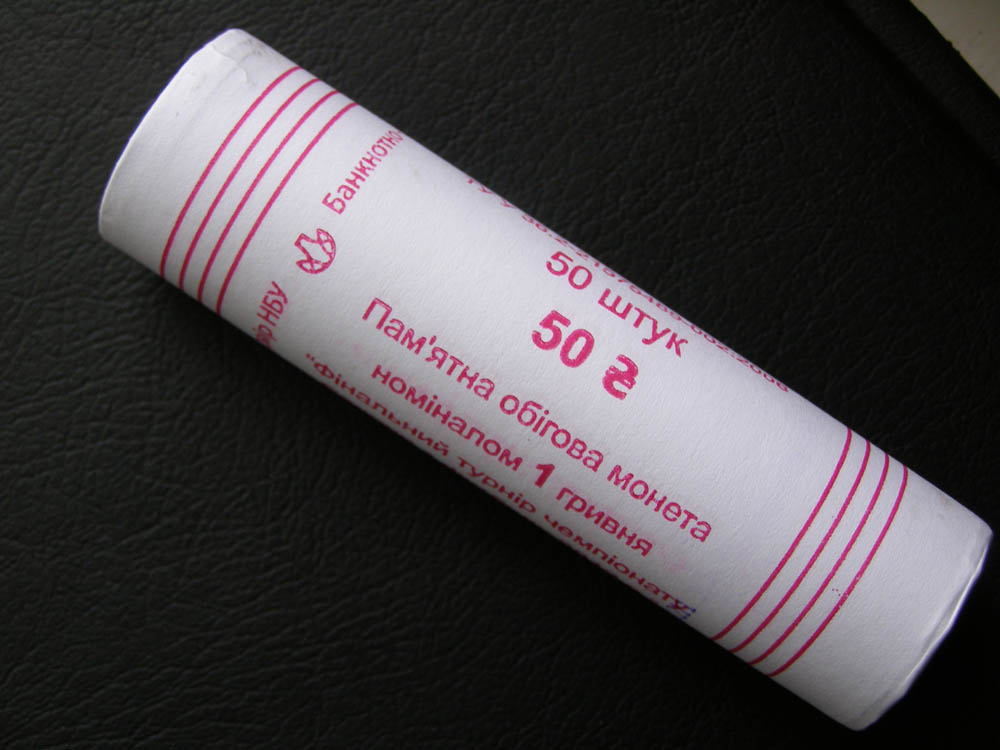 Банкнотно-
НБУ
50 штук
50 ₴
Пам'ятна обігова монета
номіналом 1 гривня
"Фінальний турнір чемпіонату